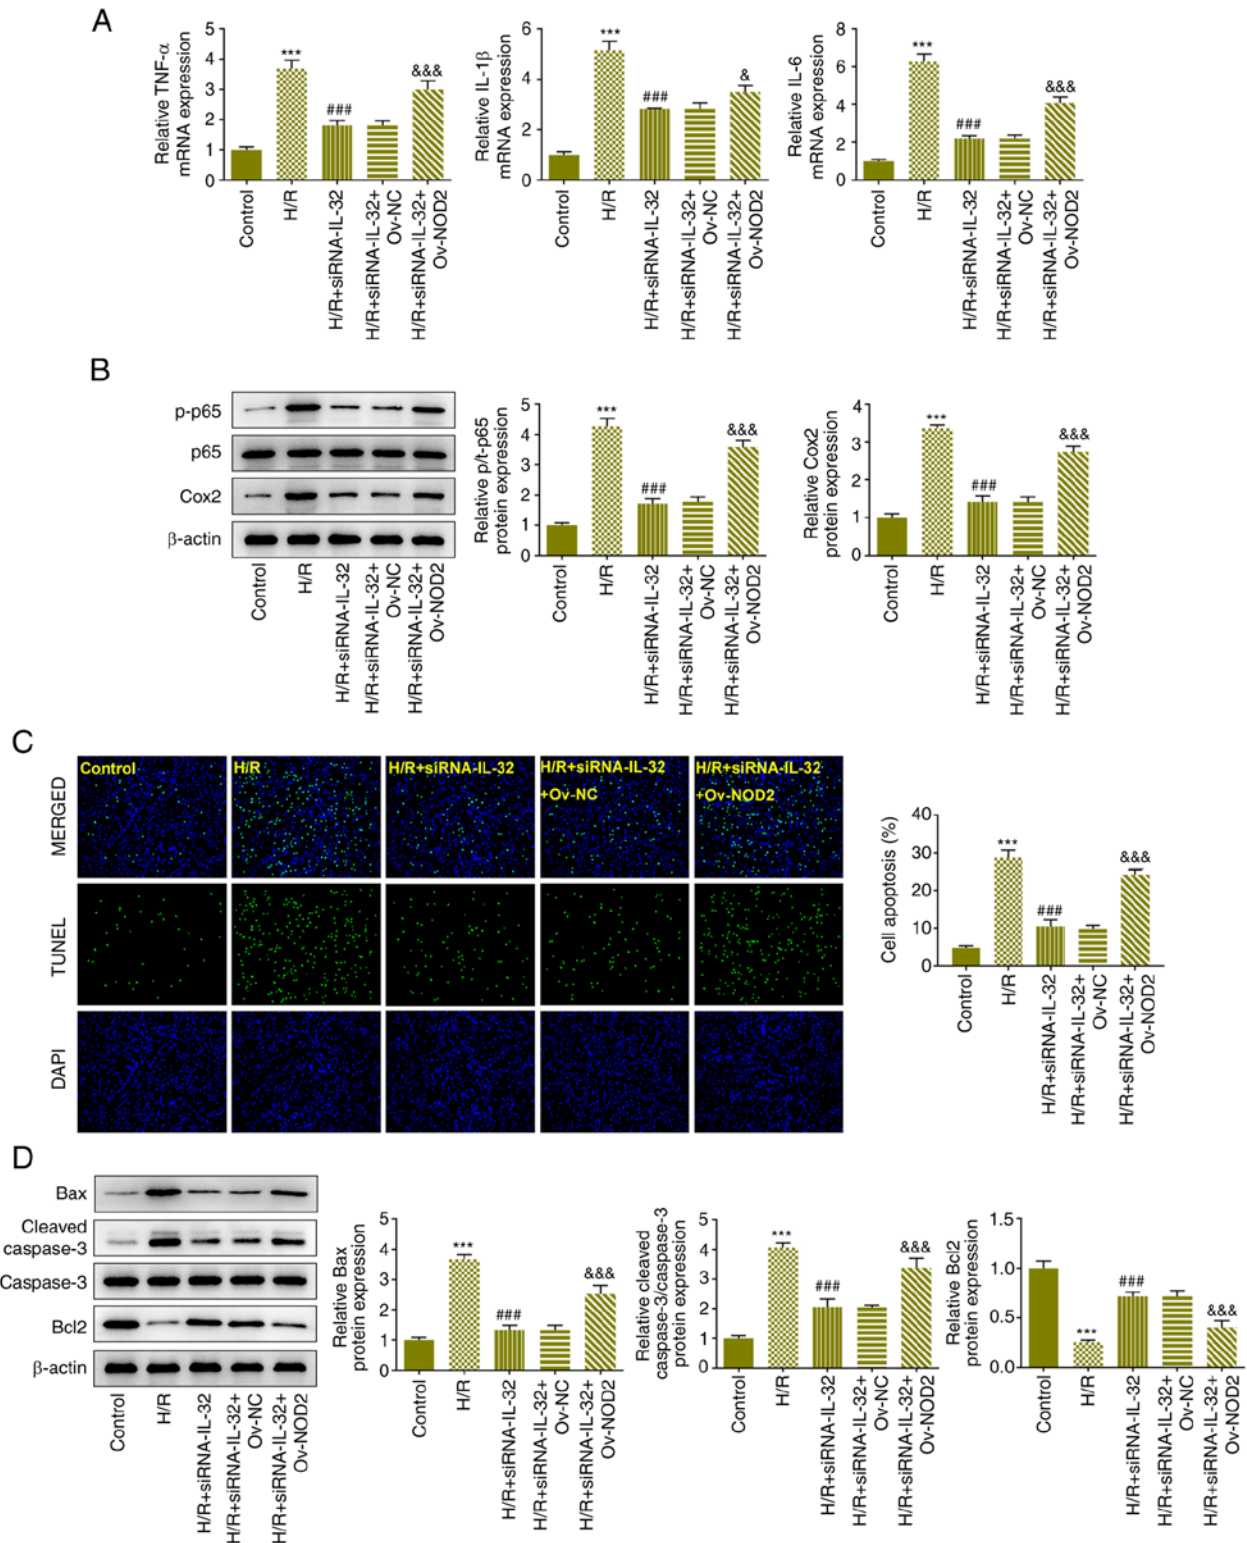 A
Relative TNF-α
mRNA expression
5
4
3
2
1
0
***
###
&&&
Control
H/R
H/R+siRNA-IL-32
H/R+siRNA-IL-32+
Ov-NC
H/R+siRNA-IL-32+
Ov-NOD2
Relative IL-1β
mRNA expression
6
4
2
0
***
###
&
Control
H/R
H/R+siRNA-IL-32
H/R+siRNA-IL-32+
Ov-NC
H/R+siRNA-IL-32+
Ov-NOD2
Relative IL-6
mRNA expression
8
6
4
2
0
***
###
&&&
Control
H/R
H/R+siRNA-IL-32
H/R+siRNA-IL-32+
Ov-NC
H/R+siRNA-IL-32+
Ov-NOD2
B
p-p65
p65
Cox2
β-actin
Control
H/R
H/R+siRNA-IL-32
H/R+siRNA-IL-32+
Ov-NC
H/R+siRNA-IL-32+
Ov-NOD2
Relative p/t-p65
protein expression
5
4
3
2
1
0
***
###
&&&
Control
H/R
H/R+siRNA-IL-32
H/R+siRNA-IL-32+
Ov-NC
H/R+siRNA-IL-32+
Ov-NOD2
Relative Cox2
protein expression
4
3
2
1
0
***
###
&&&
Control
H/R
H/R+siRNA-IL-32
H/R+siRNA-IL-32+
Ov-NC
H/R+siRNA-IL-32+
Ov-NOD2
C
MERGED
TUNEL
DAPI
Control
H/R
H/R+siRNA-IL-32
H/R+siRNA-IL-32
+Ov-NC
H/R+siRNA-IL-32
+Ov-NOD2
Cell apoptosis (%)
40
30
20
10
0
***
###
&&&
Control
H/R
H/R+siRNA-IL-32
H/R+siRNA-IL-32+
Ov-NC
H/R+siRNA-IL-32+
Ov-NOD2
D
Bax
Cleaved
caspase-3
Caspase-3
Bcl2
β-actin
Control
H/R
H/R+siRNA-IL-32
H/R+siRNA-IL-32+
Ov-NC
H/R+siRNA-IL-32+
Ov-NOD2
Relative Bax
protein expression
5
4
3
2
1
0
***
###
&&&
Control
H/R
H/R+siRNA-IL-32
H/R+siRNA-IL-32+
Ov-NC
H/R+siRNA-IL-32+
Ov-NOD2
Relative cleaved
caspase-3/caspase-3
protein expression
5
4
3
2
1
0
***
###
&&&
Control
H/R
H/R+siRNA-IL-32
H/R+siRNA-IL-32+
Ov-NC
H/R+siRNA-IL-32+
Ov-NOD2
Relative Bcl2
protein expression
1.5
1.0
0.5
0.0
***
###
&&&
Control
H/R
H/R+siRNA-IL-32
H/R+siRNA-IL-32+
Ov-NC
H/R+siRNA-IL-32+
Ov-NOD2